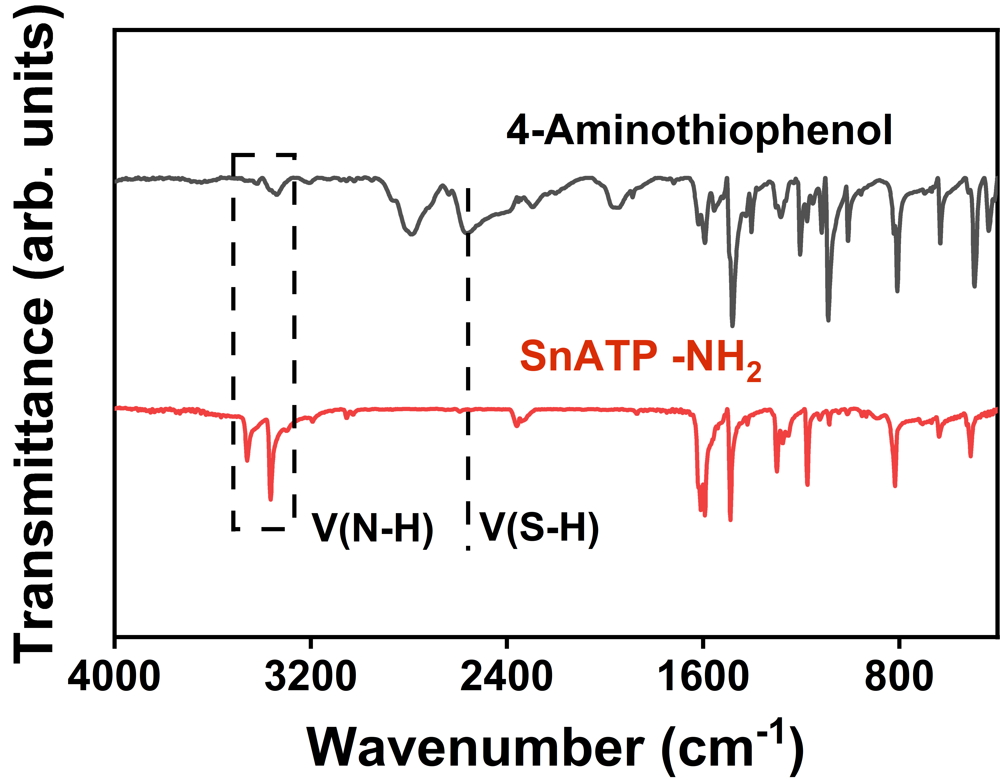 Transmittance (arb. units)
4-Aminothiophenol
SnATP -NH₂
V(N-H)
V(S-H)
4000
3200
2400
1600
800
Wavenumber (cm⁻¹)